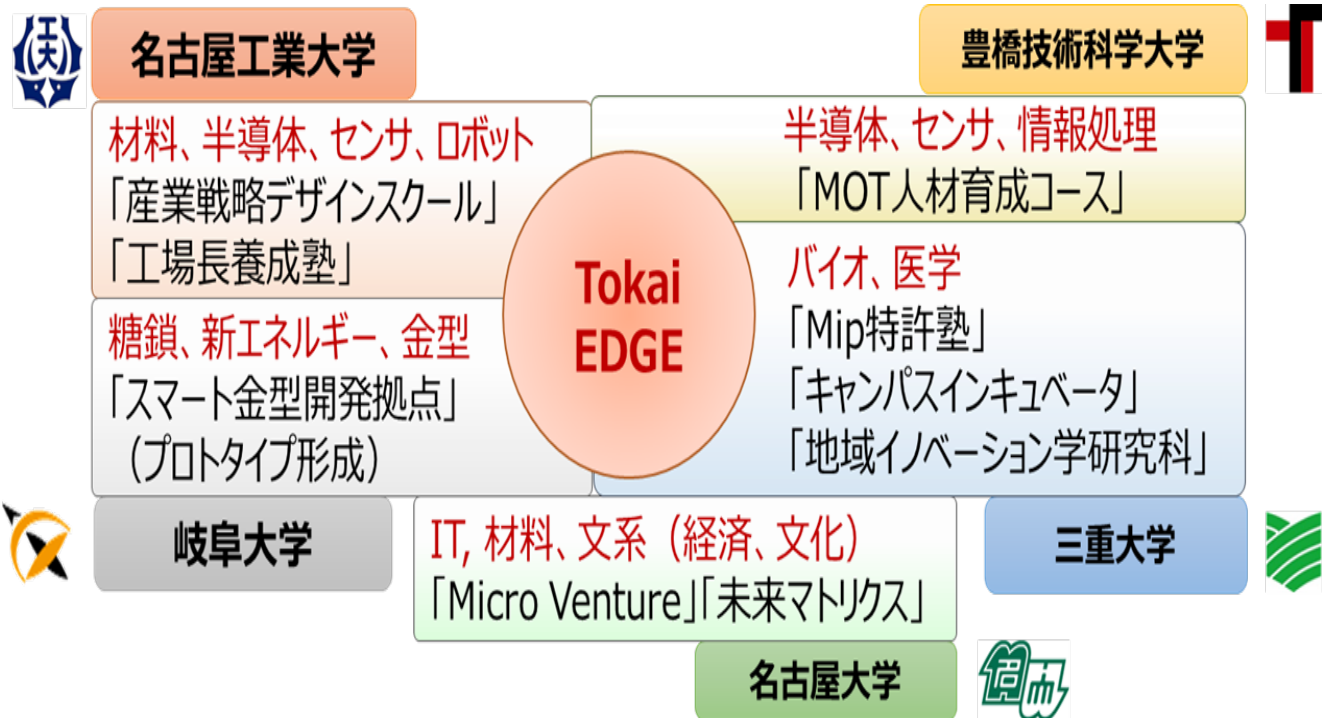 名古屋工業大学
材料、半導体、センサ、ロボット
「産業戦略デザインスクール」
「工場長養成塾」
豊橋技術科学大学
半導体、センサ、情報処理
「MOT人材育成コース」
Tokai
EDGE
糖鎖、新エネルギー、金型
「スマート金型開発拠点」
（プロトタイプ形成）
岐阜大学
バイオ、医学
「Mip特許塾」
「キャンパスインキュベータ」
「地域イノベーション学研究科」
三重大学
IT, 材料、文系（経済、文化）
「Micro Venture」「未来マトリクス」
名古屋大学